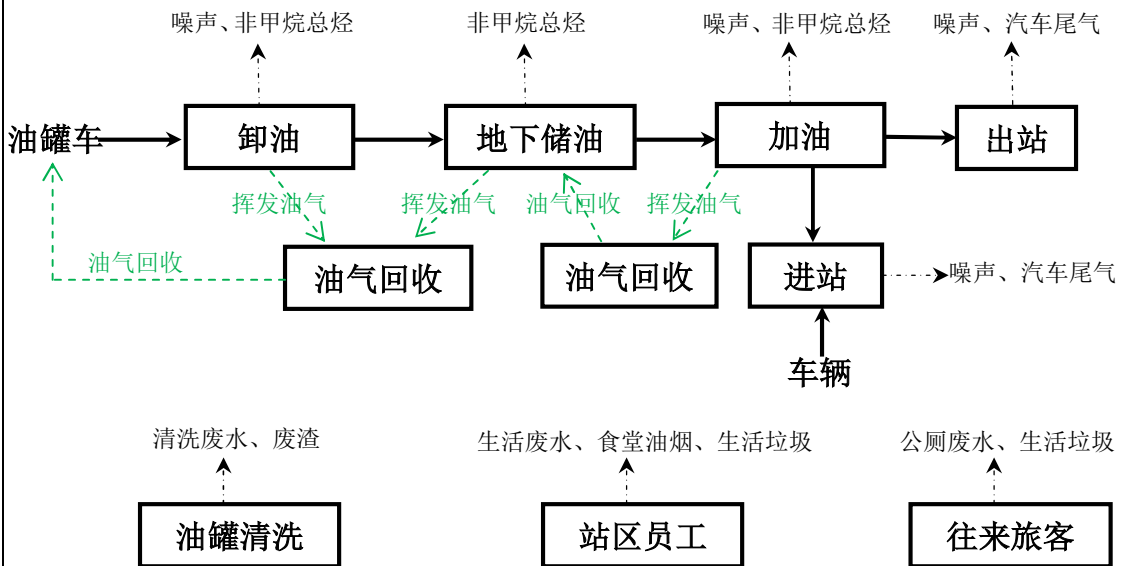 噪声、非甲烷总烃
非甲烷总烃
噪声、非甲烷总烃
噪声、汽车尾气
油罐车
卸油
地下储油
加油
出站
挥发油气
挥发油气
油气回收
挥发油气
油气回收
油气回收
油气回收
进站
噪声、汽车尾气
车辆
清洗废水、废渣
生活废水、食堂油烟、生活垃圾
公厕废水、生活垃圾
油罐清洗
站区员工
往来旅客